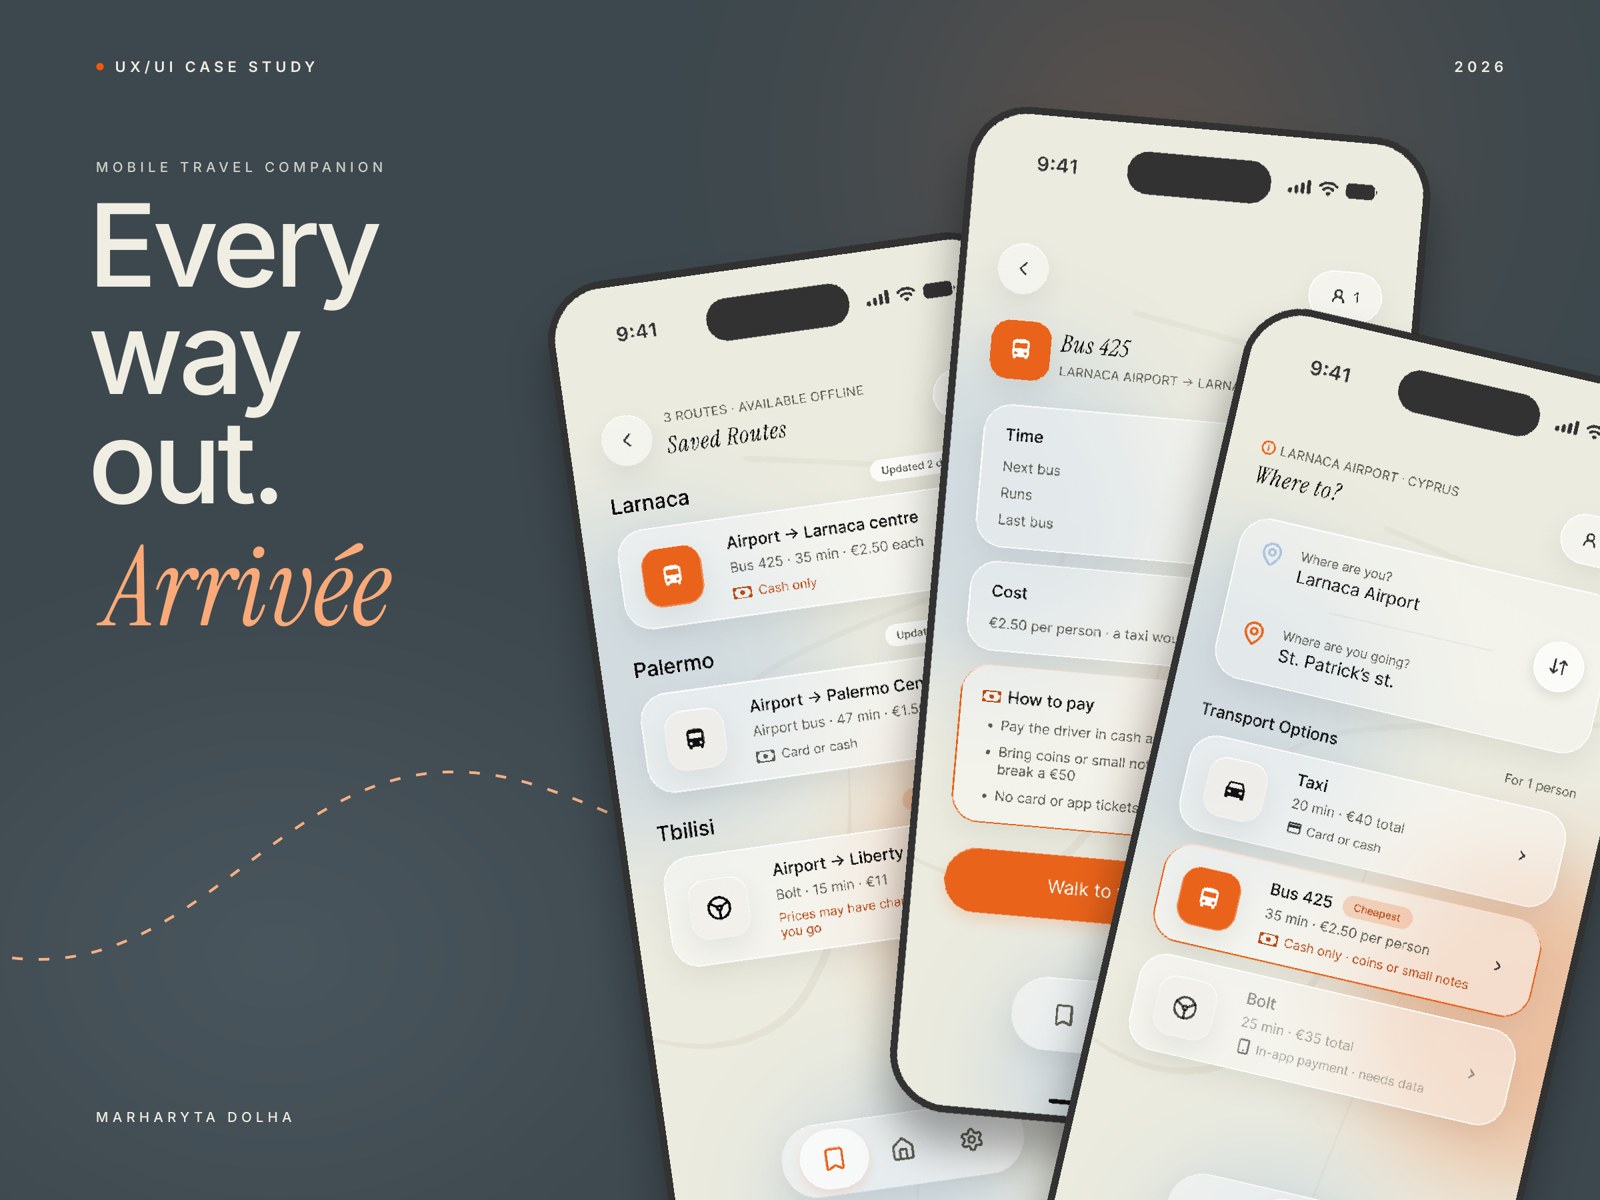 UX/UI CASE STUDY
2026
MOBILE TRAVEL COMPANION
Every
way
out.
Arrivée
MARHARYTA DOLHA
9:41
3 ROUTES · AVAILABLE OFFLINE
Saved Routes
Updated 2
Larnaca
Airport → Larnaca centre
Bus 425 · 35 min · €2.50 each
Cash only
Palermo
Airport → Palermo
Airport bus · 47 min
Card or cash
Tbilisi
Airport → Liberty
Bolt · 15 min · €11
Prices may have
you go
9:41
1
Bus 425
LARNACA AIRPORT →
Time
Next bus
Runs
Last bus
Cost
€2.50 per person · a taxi
How to pay
• Pay the driver in cash
• Bring coins or small
break a €50
• No card or app tickets
Walk to
9:41
LARNACA AIRPORT · CYPRUS
Where to?
Where are you?
Larnaca Airport
Where are you going?
St. Patrick's st.
Transport Options
For 1 person
Taxi
20 min · €40 total
Card or cash
Bus 425 Cheapest
35 min · €2.50 per person
Cash only · coins or small notes
Bolt
25 min · €35 total
In-app payment · needs data